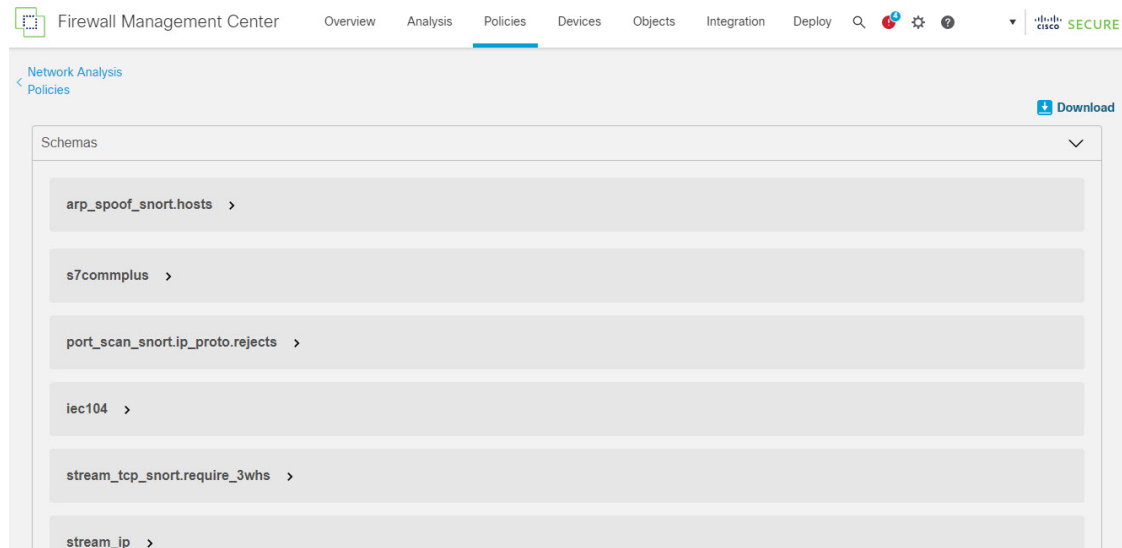 Firewall Management Center Overview Analysis Policies Devices Objects Integration Deploy 4 ? cisco SECURE
Network Analysis
Policies
Download
Schemas
arp_spoof_snort.hosts
s7commplus
port_scan_snort.ip_proto.rejects
iec104
stream_tcp_snort.require_3whs
stream_ip